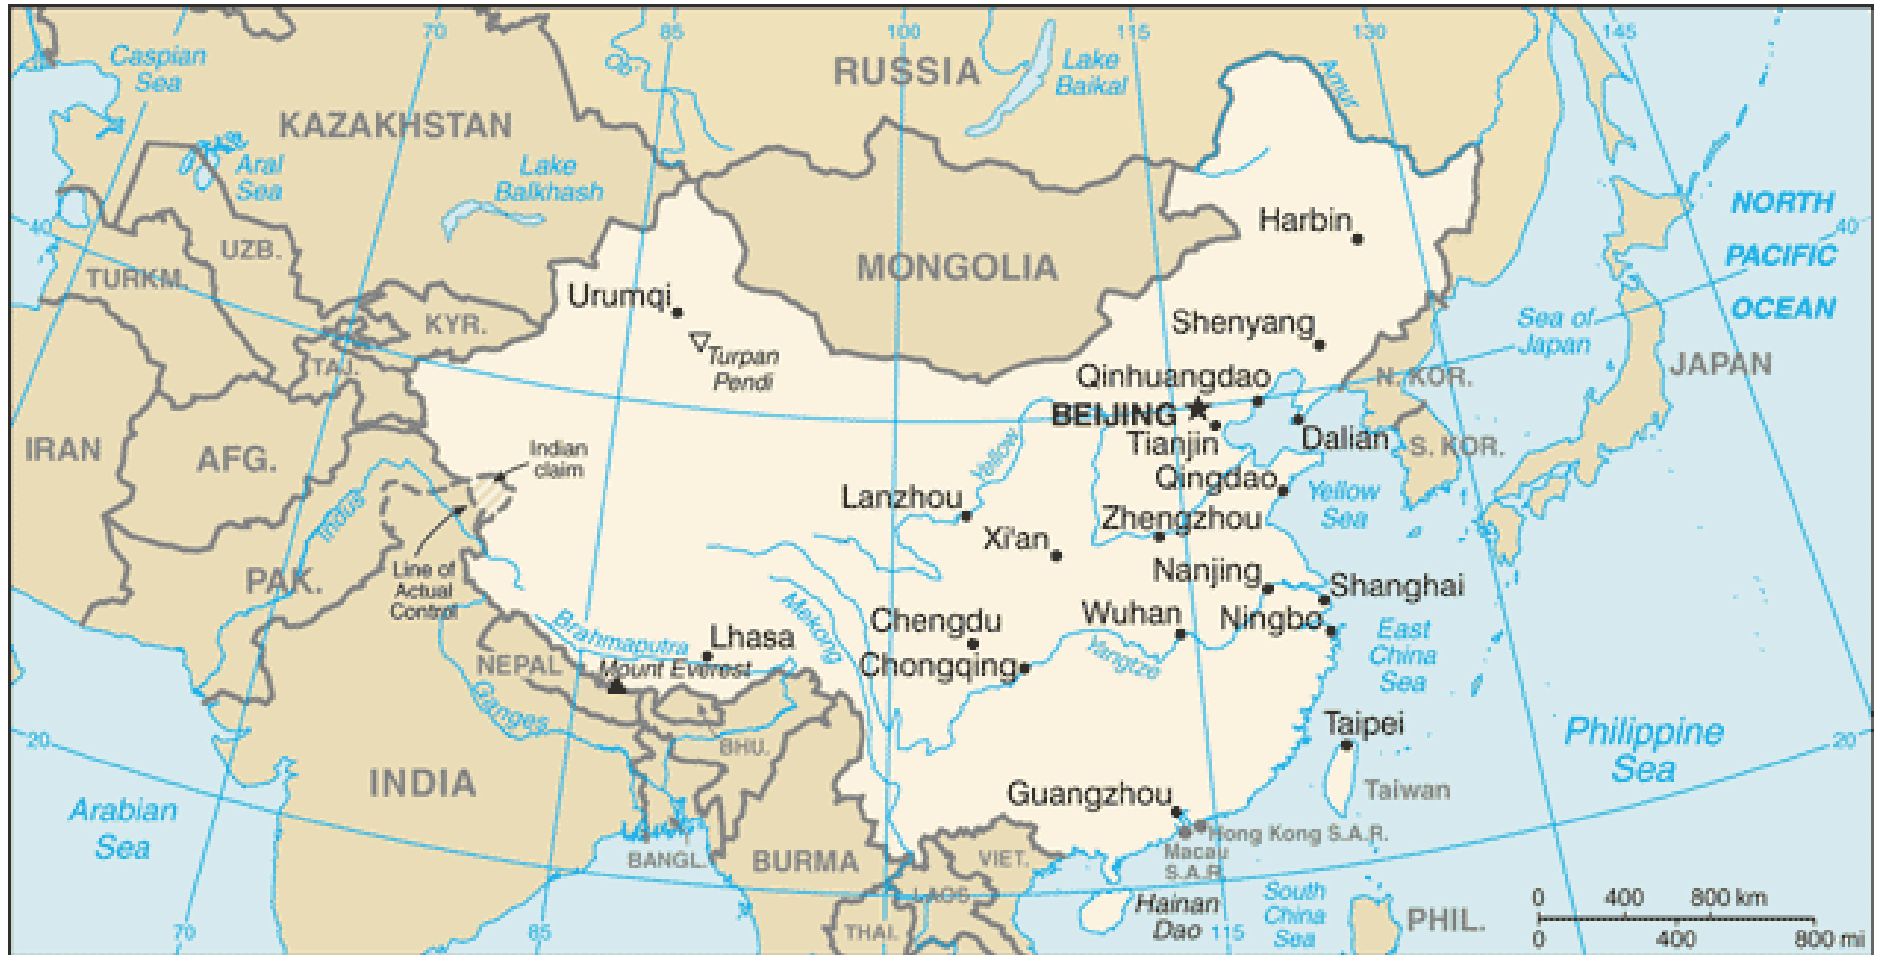 70
85
100
115
130
145
Caspian
Sea
RUSSIA
Lake
Baikal
Amur
KAZAKHSTAN
Aral
Sea
Lake
Balkhash
NORTH
PACIFIC
OCEAN
40
40
Harbin
UZB.
TURKM.
MONGOLIA
Urumqi
KYR.
Shenyang
Sea of
Japan
Turpan
Pendi
TAJ.
Qinhuangdao
N. KOR.
JAPAN
BEIJING
Tianjin
Dalian
S. KOR.
IRAN
AFG.
Indian
claim
Yellow
Qingdao
Yellow
Sea
Lanzhou
Zhengzhou
Indus
Xi'an
Line of
Actual
Control
PAK.
Nanjing
Shanghai
Mekong
Chengdu
Wuhan
Ningbo
East
China
Sea
Brahmaputra
Lhasa
NEPAL
Mount Everest
Chongqing
Yangtze
Ganges
Taipei
Philippine
Sea
20
20
BHU.
INDIA
Taiwan
Arabian
Sea
Guangzhou
Hong Kong S.A.R.
Macau
S.A.R.
BANGL.
BURMA
VIET.
LAOS
Hainan
Dao
South
China
Sea
PHIL.
THAI.
70
85
115
0 400 800 km
0 400 800 mi